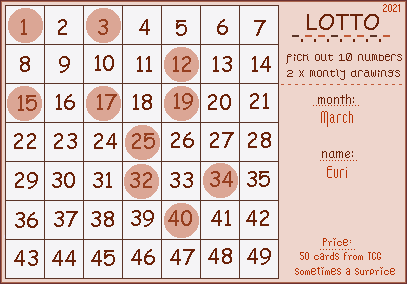 2021
LOTTO
pick out 10 numbers
2 x montly drawings
month:
March
name:
Euri
Price:
50 cards from TCG
Sometimes a Surprice
1 2 3 4 5 6 7
8 9 10 11 12 13 14
15 16 17 18 19 20 21
22 23 24 25 26 27 28
29 30 31 32 33 34 35
36 37 38 39 40 41 42
43 44 45 46 47 48 49